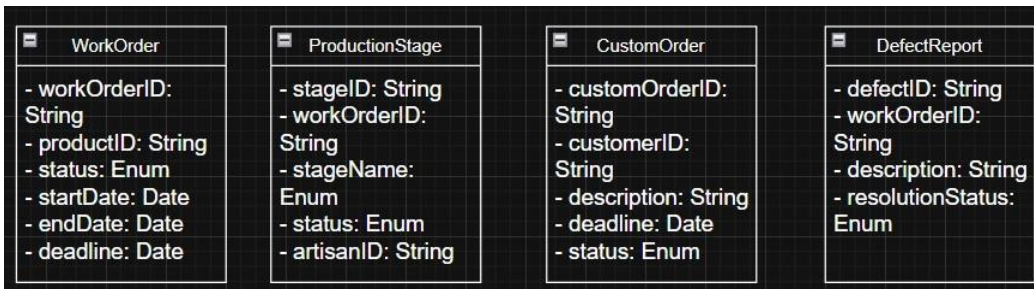 WorkOrder
- workOrderID:
String
- productID: String
- status: Enum
- startDate: Date
- endDate: Date
- deadline: Date
ProductionStage
- stageID: String
- workOrderID:
String
- stageName:
Enum
- status: Enum
- artisanID: String
CustomOrder
- customOrderID:
String
- customerID:
String
- description: String
- deadline: Date
- status: Enum
DefectReport
- defectID: String
- workOrderID:
String
- description: String
- resolutionStatus:
Enum